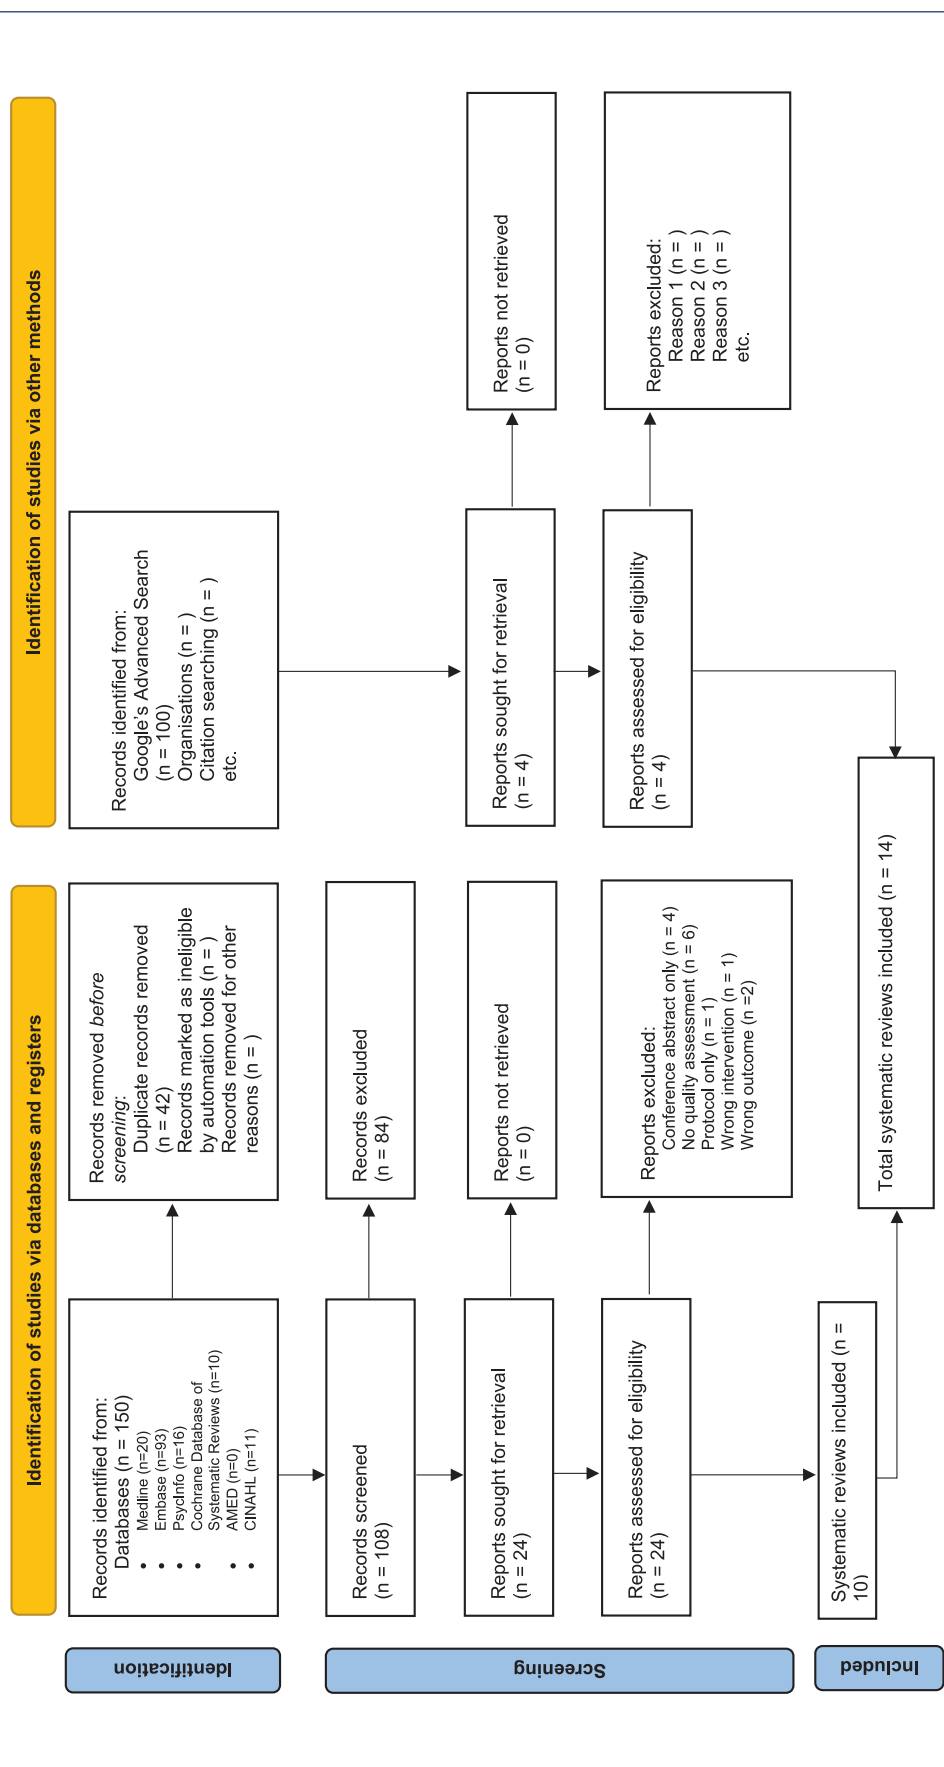 Identification of studies via databases and registers
Identification of studies via other methods
Identification
Records identified from:
Databases (n = 150)
• Medline (n=20)
• Embase (n=93)
• PsycInfo (n=16)
• Cochrane Database of
Systematic Reviews (n=10)
• AMED (n=0)
• CINAHL (n=11)
Records removed before
screening:
Duplicate records removed
(n = 42)
Records marked as ineligible
by automation tools (n = )
Records removed for other
reasons (n = )
Records identified from:
Google's Advanced Search
(n = 100)
Organisations (n = )
Citation searching (n = )
etc.
Screening
Records screened
(n = 108)
Records excluded
(n = 84)
Reports sought for retrieval
(n = 24)
Reports not retrieved
(n = 0)
Reports sought for retrieval
(n = 4)
Reports not retrieved
(n = 0)
Reports assessed for eligibility
(n = 24)
Reports excluded:
Conference abstract only (n = 4)
No quality assessment (n = 6)
Protocol only (n = 1)
Wrong intervention (n = 1)
Wrong outcome (n =2)
Reports assessed for eligibility
(n = 4)
Reports excluded:
Reason 1 (n = )
Reason 2 (n = )
Reason 3 (n = )
etc.
Included
Systematic reviews included (n =
10)
Total systematic reviews included (n = 14)